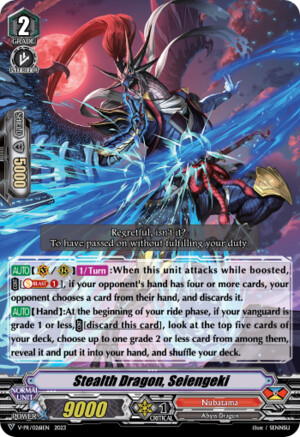 2
GRADE
INTERCEPT
SHIELD
5000
Regretful, isn't it?
To have passed on without fulfilling your duty.
AUTO 1/Turn :When this unit attacks while boosted,
BLAST 1], if your opponent's hand has four or more cards, your
opponent chooses a card from their hand, and discards it.
AUTO [Hand]:At the beginning of your ride phase, if your vanguard is
grade 1 or less, [discard this card], look at the top five cards of
your deck, choose up to one grade 2 or less card from among them,
reveal it and put it into your hand, and shuffle your deck.
Stealth Dragon, Seiengeki
NORMAL
UNIT
POWER
9000
1
CRITICAL
Nubatama
Abyss Dragon
V-PR/0268EN 2023
Illust / SENNSU